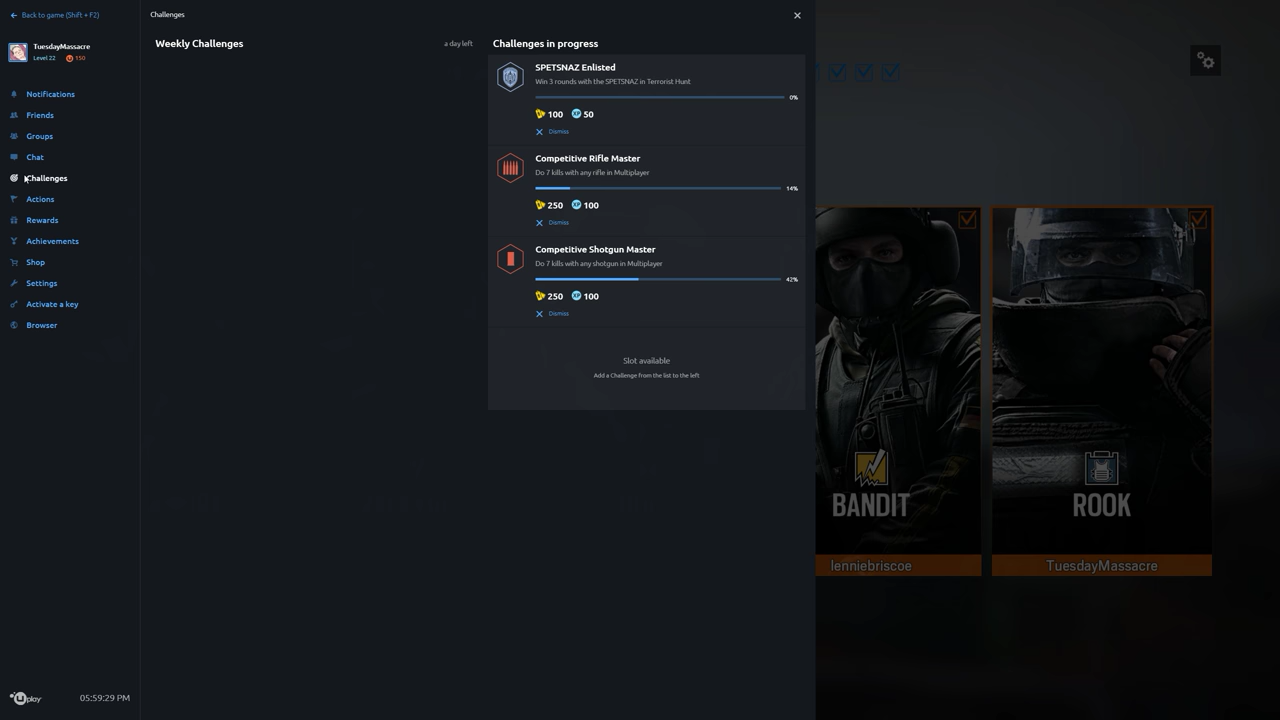 Back to game (Shift + F2)
TuesdayMassacre
Level 22 150
Notifications
Friends
Groups
Chat
Challenges
Actions
Rewards
Achievements
Shop
Settings
Activate a key
Browser
uplay
05:59:29 PM
Challenges
Weekly Challenges
a day left
Challenges in progress
SPETSNAZ Enlisted
Win 3 rounds with the SPETSNAZ in Terrorist Hunt
0%
100 XP 50
Dismiss
Competitive Rifle Master
Do 7 kills with any rifle in Multiplayer
14%
250 XP 100
Dismiss
Competitive Shotgun Master
Do 7 kills with any shotgun in Multiplayer
42%
250 XP 100
Dismiss
Slot available
Add a Challenge from the list to the left
BANDIT
lenniebriscoe
ROOK
TuesdayMassacre